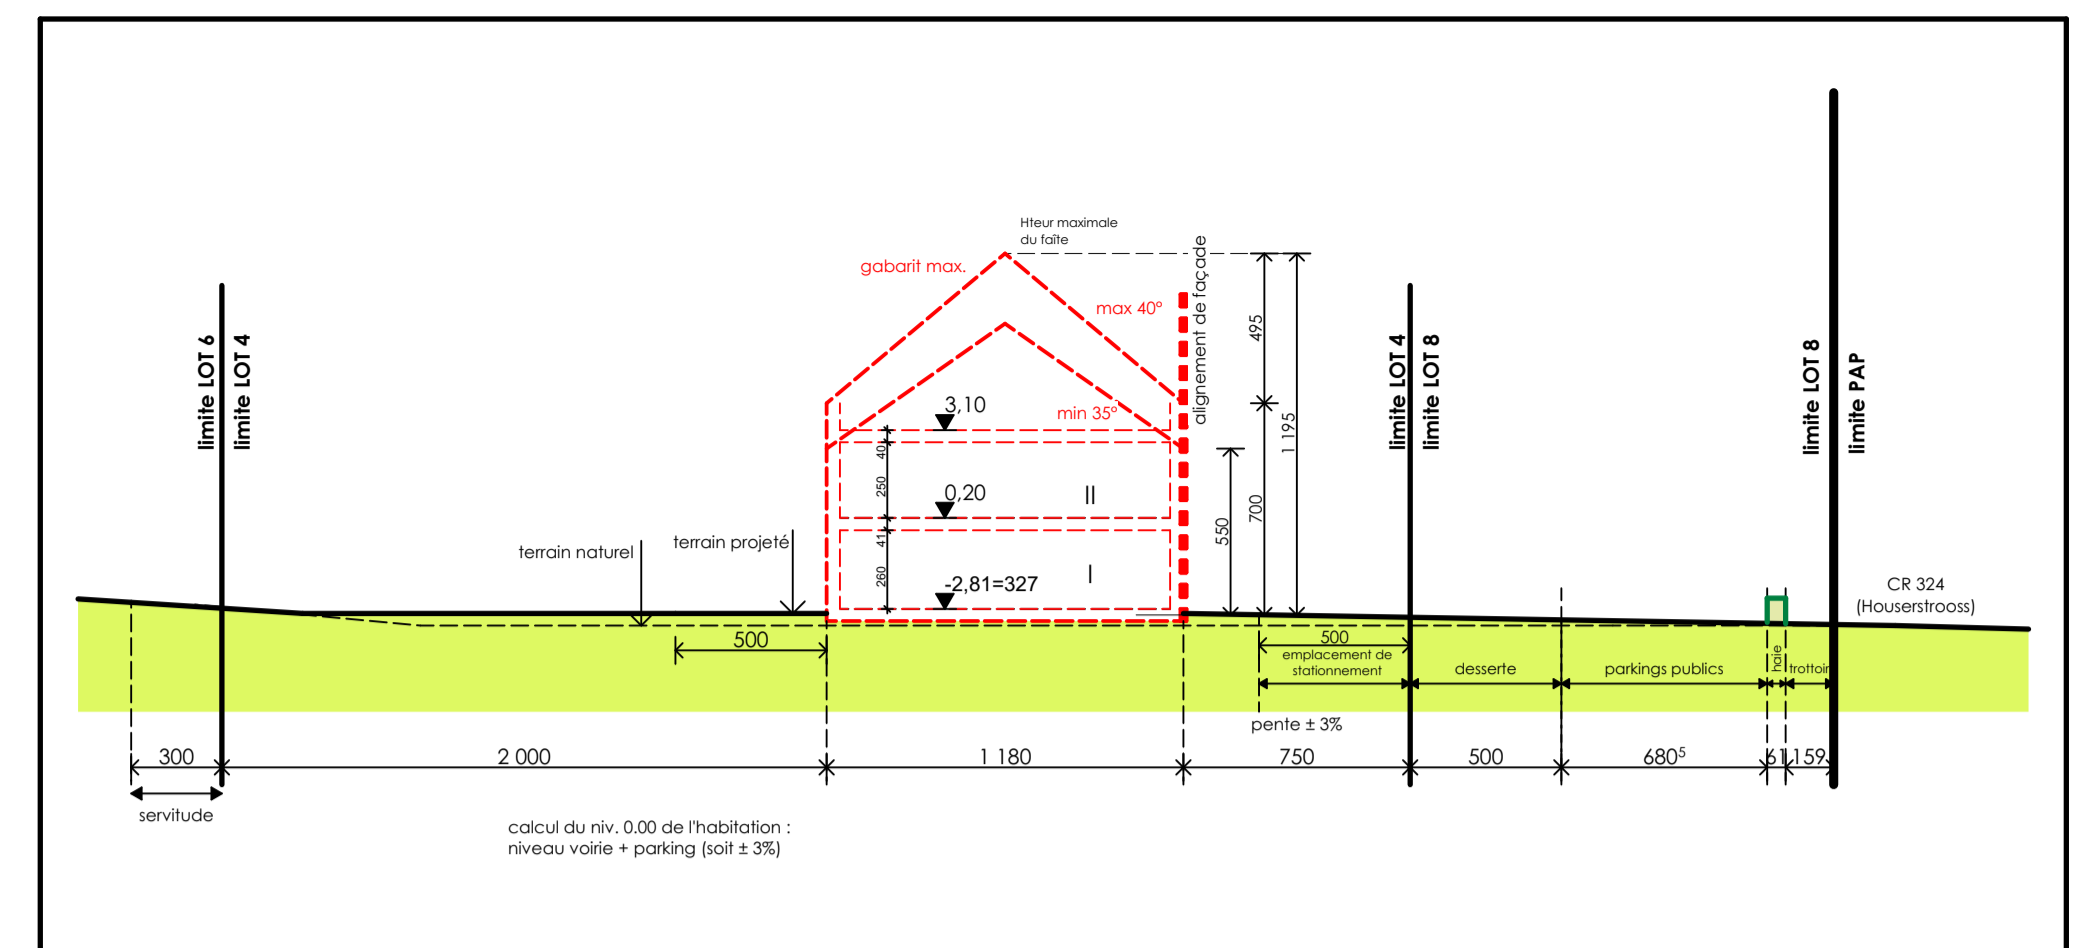 Hteur maximale
du faîte
gabarit max.
max 40°
alignement de façade
limite LOT 6
limite LOT 4
limite LOT 4
limite LOT 8
limite LOT 8
limite PAP
495
1 195
700
550
3,10
min 35°
40
250
0,20
II
41
260
-2,81=327
I
terrain naturel
terrain projeté
CR 324
(Houserstrooss)
500
500
emplacement de
stationnement
desserte
parkings publics
haie
trottoir
pente ± 3%
300
2 000
1 180
750
500
680⁵
61
159
servitude
calcul du niv. 0.00 de l'habitation :
niveau voirie + parking (soit ± 3%)